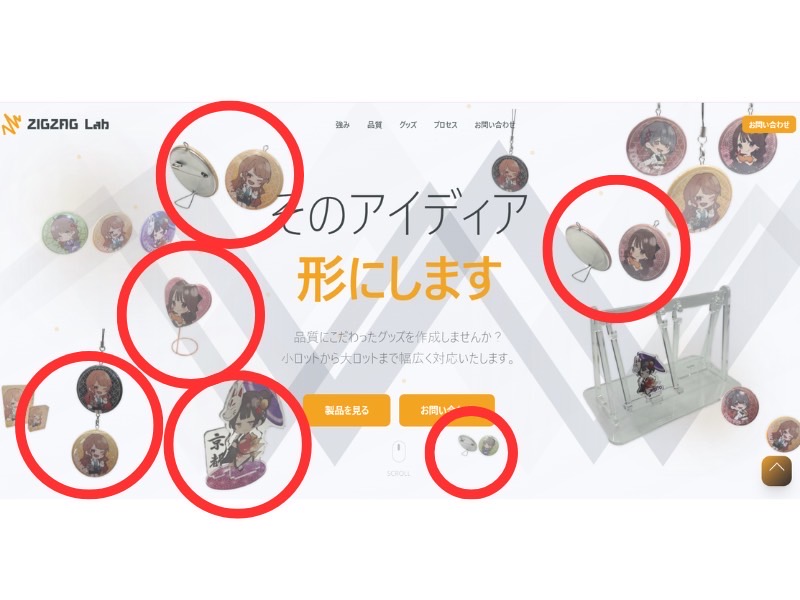 ZIGZAG Lab
強み 品質 グッズ プロセス お問い合わせ
お問い合わせ
そのアイディア
形にします
品質にこだわったグッズを作成しませんか？
小ロットから大ロットまで幅広く対応いたします。
製品を見る
お問い合わせ
京都
SCROLL